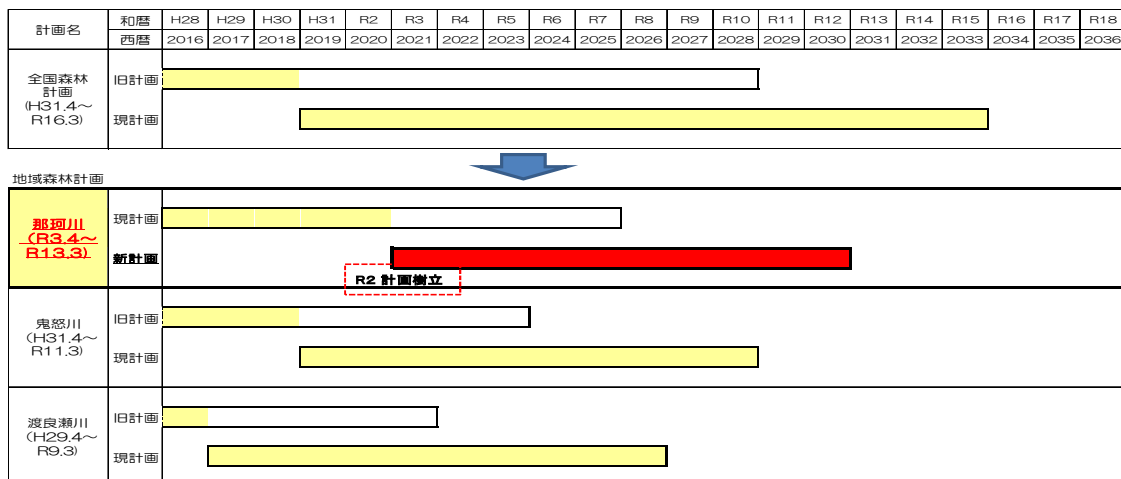 計画名 和暦 H28 H29 H30 H31 R2 R3 R4 R5 R6 R7 R8 R9 R10 R11 R12 R13 R14 R15 R16 R17 R18
西暦 2016 2017 2018 2019 2020 2021 2022 2023 2024 2025 2026 2027 2028 2029 2030 2031 2032 2033 2034 2035 2036
全国森林
計画
(H31.4～
R16.3)
旧計画
現計画
地域森林計画
那珂川
(R3.4～
R13.3)
現計画
新計画
R2 計画樹立
鬼怒川
(H31.4～
R11.3)
旧計画
現計画
渡良瀬川
(H29.4～
R9.3)
旧計画
現計画